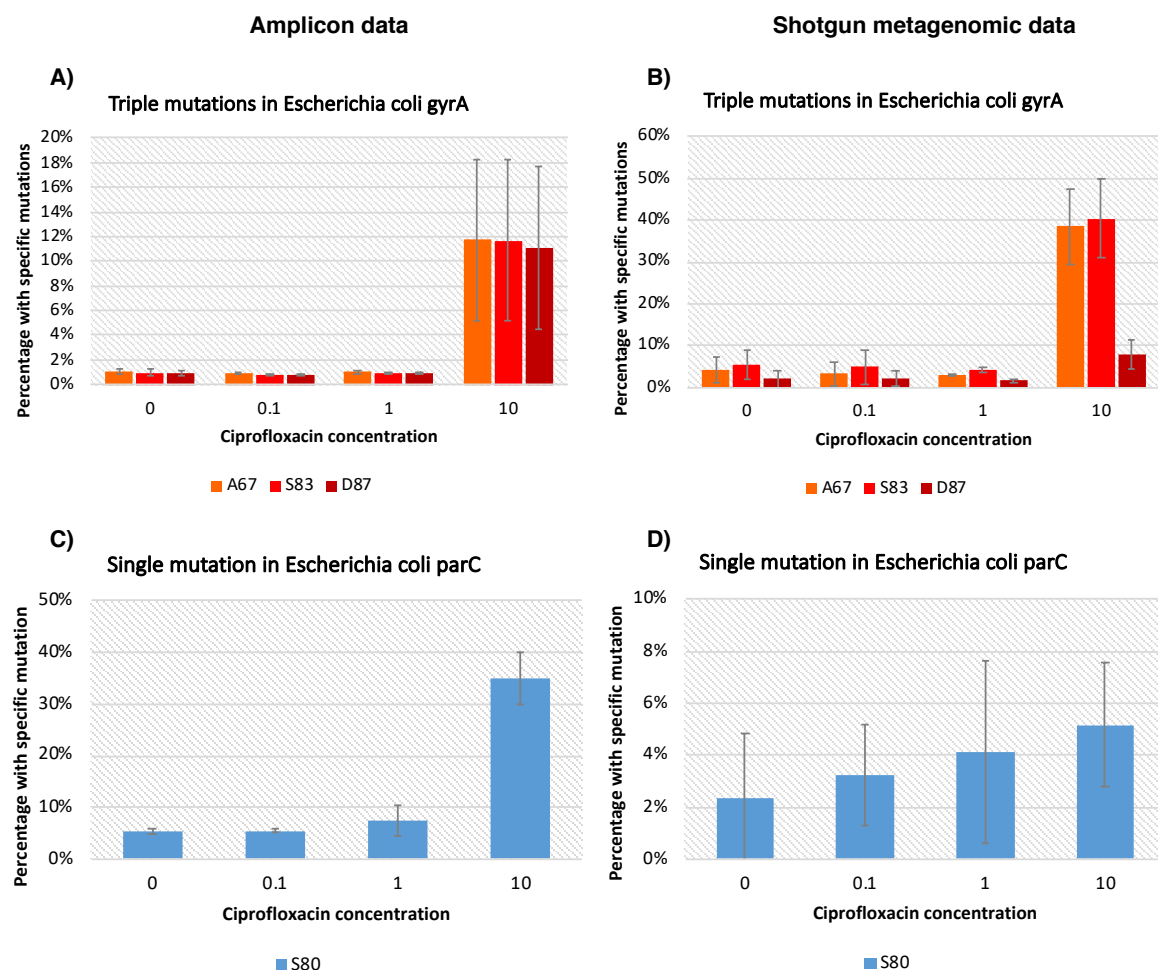 Amplicon data
Shotgun metagenomic data
A)
Triple mutations in Escherichia coli gyrA
Percentage with specific mutations
20%
18%
16%
14%
12%
10%
8%
6%
4%
2%
0%
0 0.1 1 10
Ciprofloxacin concentration
A67 S83 D87
B)
Triple mutations in Escherichia coli gyrA
Percentage with specific mutations
60%
50%
40%
30%
20%
10%
0%
0 0.1 1 10
Ciprofloxacin concentration
A67 S83 D87
C)
Single mutation in Escherichia coli parC
Percentage with specific mutation
50%
40%
30%
20%
10%
0%
0 0.1 1 10
Ciprofloxacin concentration
S80
D)
Single mutation in Escherichia coli parC
Percentage with specific mutation
10%
8%
6%
4%
2%
0%
0 0.1 1 10
Ciprofloxacin concentration
S80